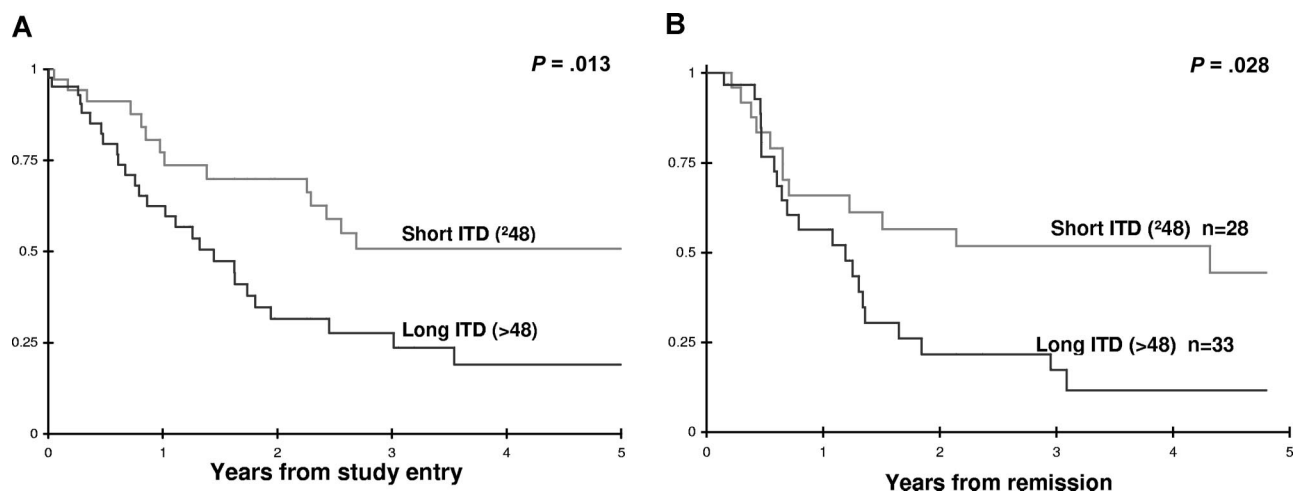 A
P = .013
1
0.75
0.5
0.25
0
Short ITD (²48)
Long ITD (>48)
0 1 2 3 4 5
Years from study entry
B
P = .028
1
0.75
0.5
0.25
0
Short ITD (²48) n=28
Long ITD (>48) n=33
0 1 2 3 4 5
Years from remission